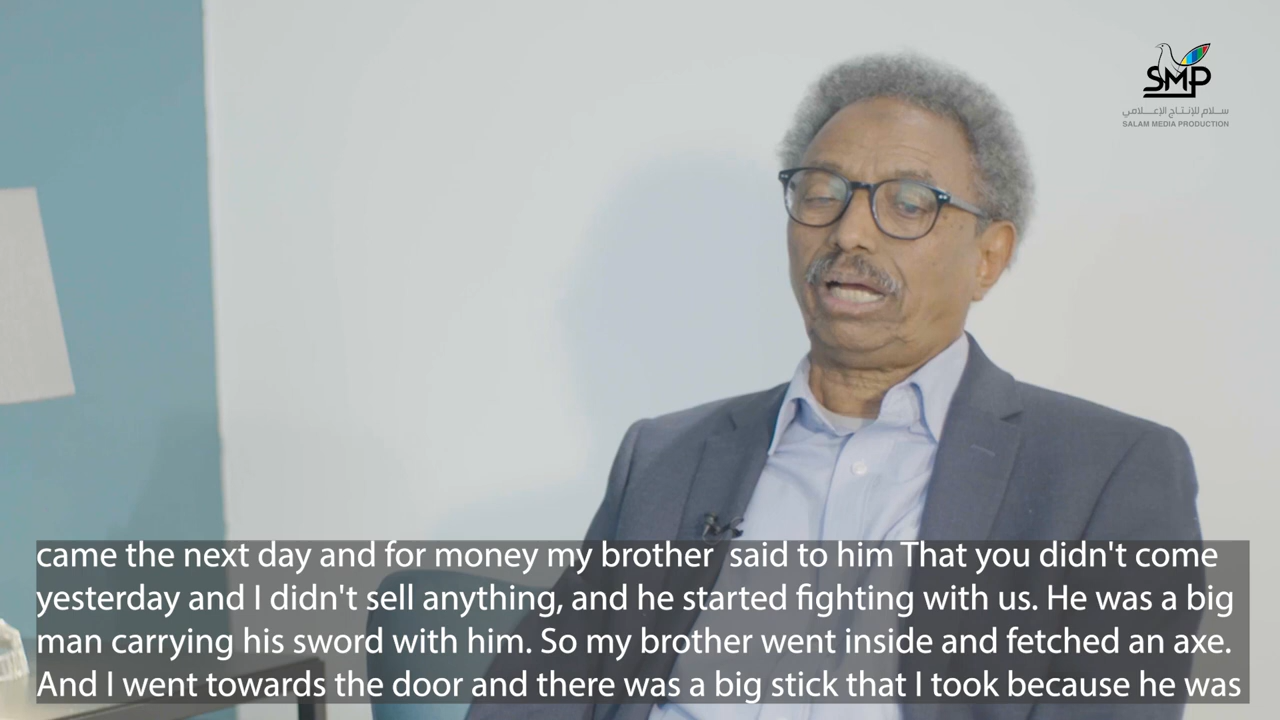 SMP
سلام للإنتاج الإعلامي
SALAM MEDIA PRODUCTION
came the next day and for money my brother  said to him That you didn't come
yesterday and I didn't sell anything, and he started fighting with us. He was a big
man carrying his sword with him. So my brother went inside and fetched an axe.
And I went towards the door and there was a big stick that I took because he was